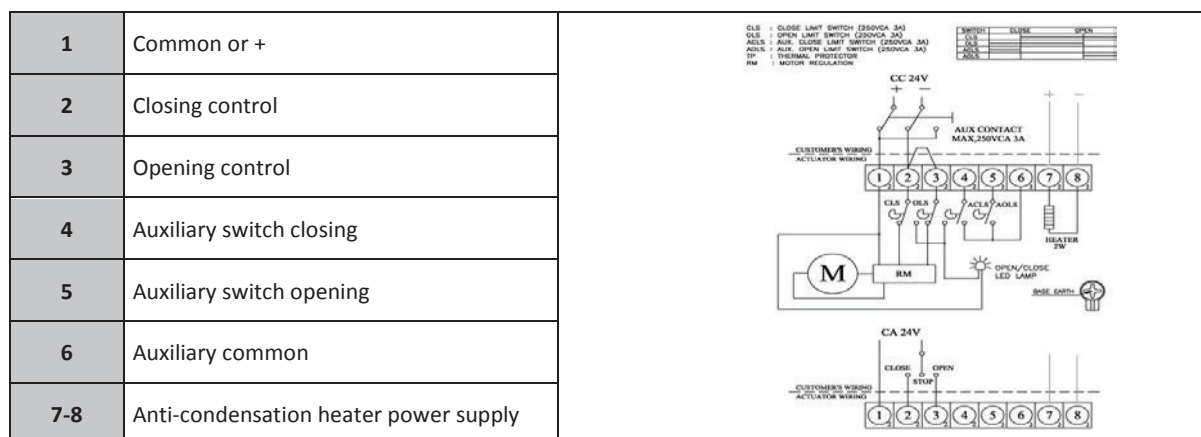 1 Common or +
2 Closing control
3 Opening control
4 Auxiliary switch closing
5 Auxiliary switch opening
6 Auxiliary common
7-8 Anti-condensation heater power supply
CLS : CLOSE LIMIT SWITCH (250VCA 3A)
OLS : OPEN LIMIT SWITCH (250VCA 3A)
ACLS : AUX. CLOSE LIMIT SWITCH (250VCA 3A)
AOLS : AUX. OPEN LIMIT SWITCH (250VCA 3A)
TP : THERMAL PROTECTOR
RM : MOTOR REGULATION
SWITCH CLOSE OPEN
CLS
OLS
ACLS
AOLS
CC 24V
+ - + -
AUX CONTACT
MAX,250VCA 3A
CUSTOMER'S WIRING
ACTUATOR WIRING
1 2 3 4 5 6 7 8
CLS OLS ACLS AOLS
HEATER
2W
M RM
OPEN/CLOSE
LED LAMP
BASE EARTH
CA 24V
CLOSE OPEN
STOP
CUSTOMER'S WIRING
ACTUATOR WIRING
1 2 3 4 5 6 7 8